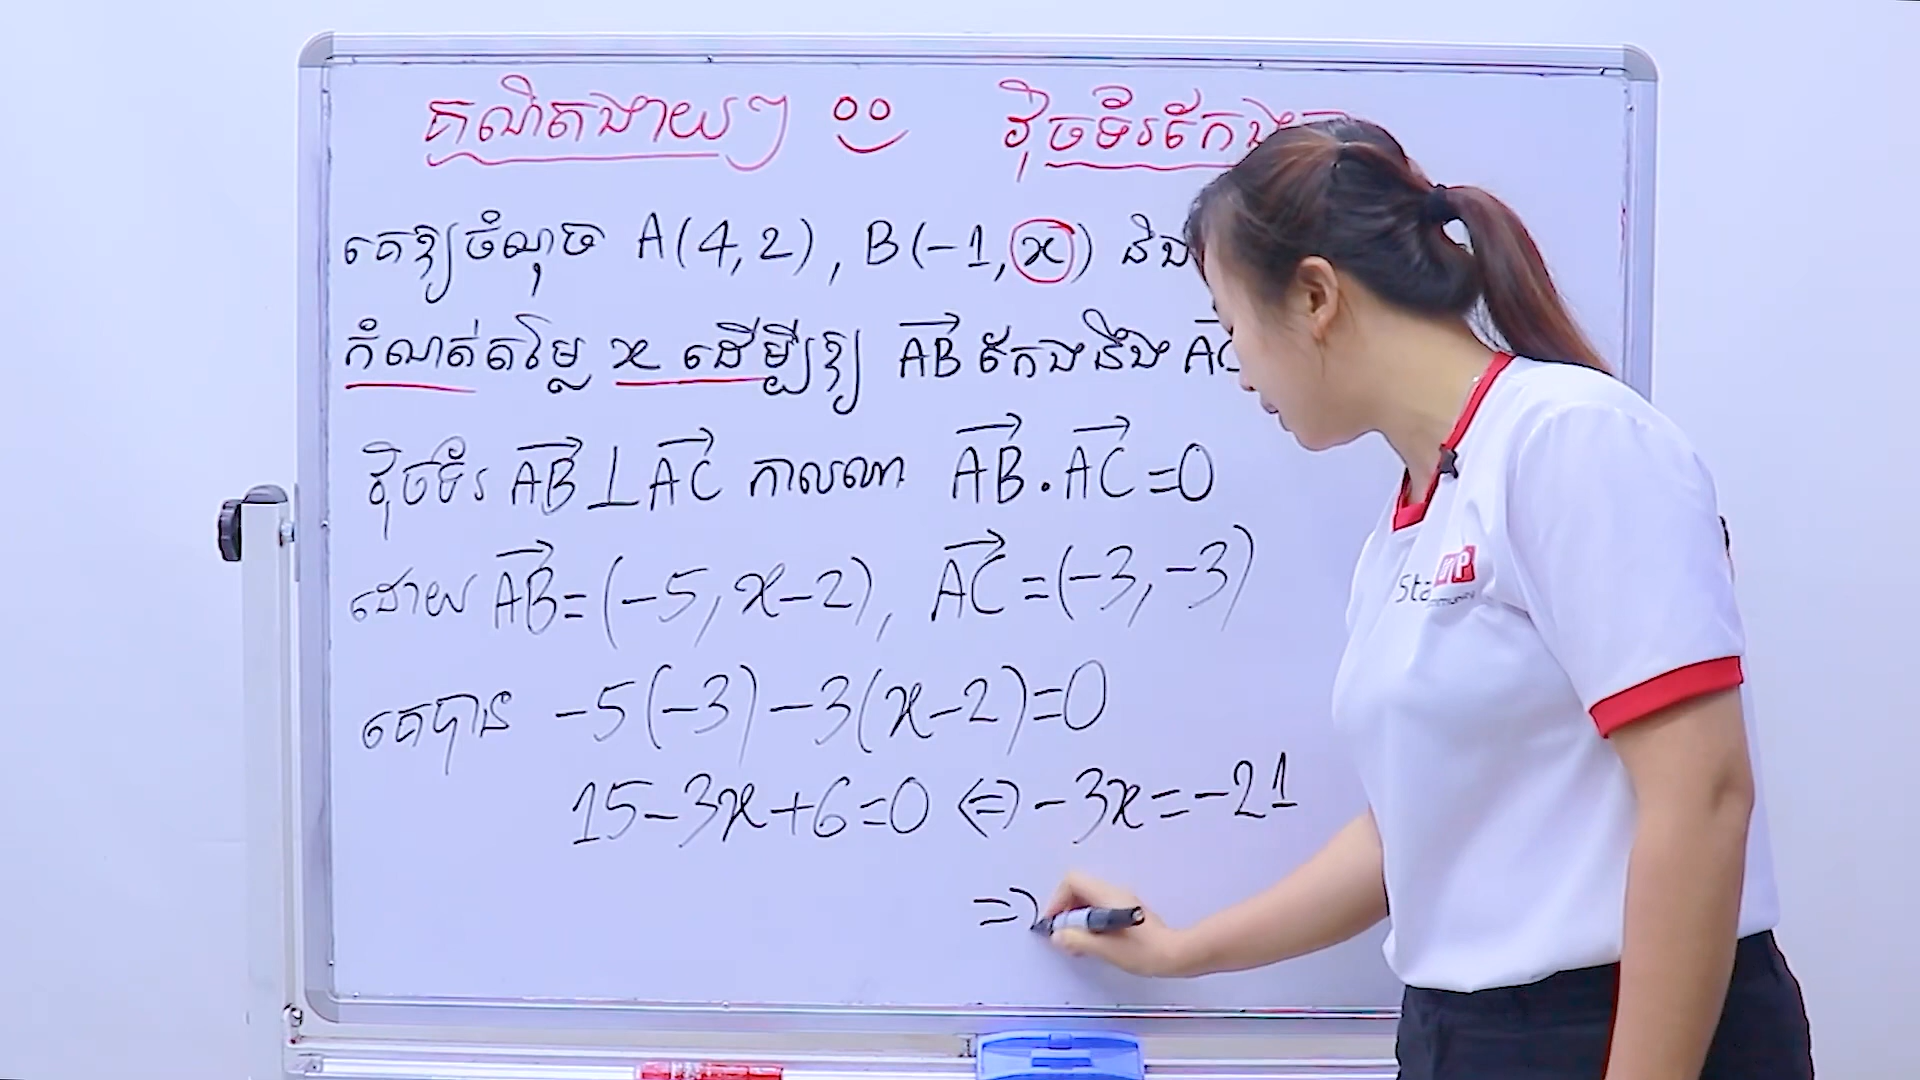 គណិតងាយៗ
វ៉ិចទ័រកែង
គេឱ្យចំណុច A(4,2), B(-1,x) និង
កំណត់តម្លៃ x ដើម្បីឱ្យ AB កែងនឹង AC
វ៉ិចទ័រ AB⊥AC កាលណា AB·AC=0
ដោយ AB=(-5,x-2), AC=(-3,-3)
គេបាន -5(-3)-3(x-2)=0
15-3x+6=0 ⇔ -3x=-21
=>